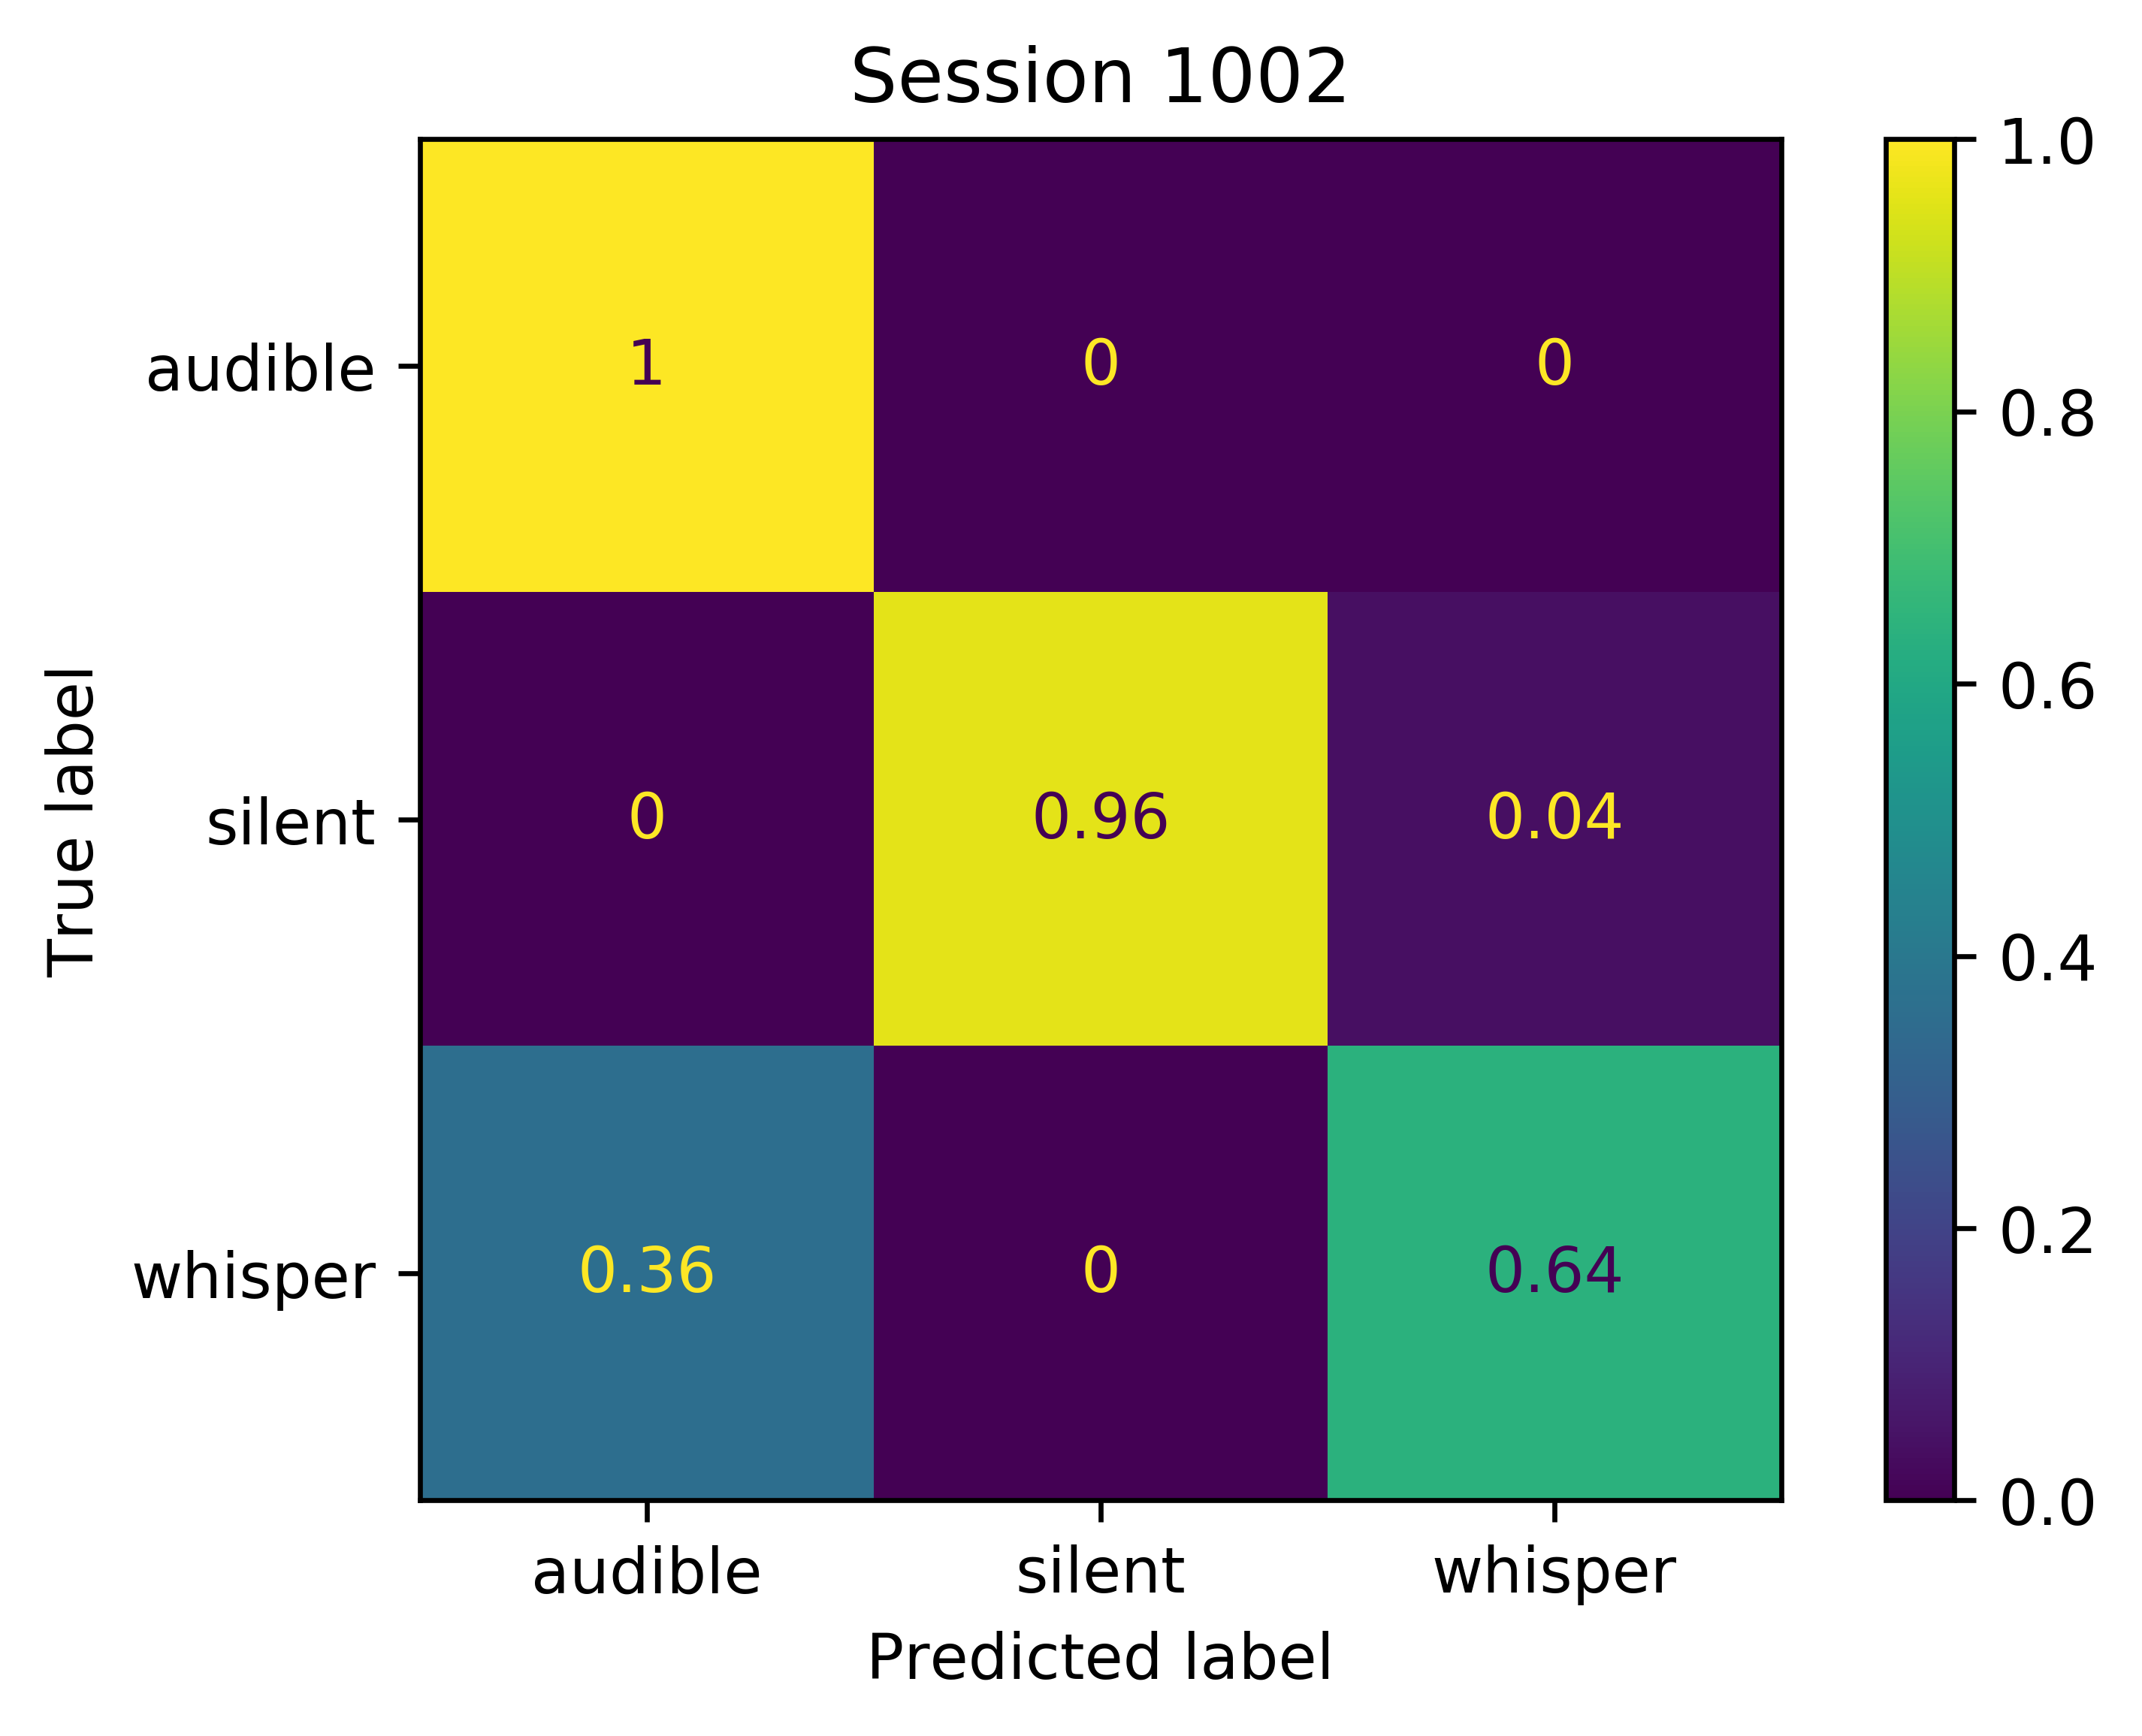 Session 1002
1.0
0.8
0.6
0.4
0.2
0.0
True label
audible
1 0 0
silent
0 0.96 0.04
whisper
0.36 0 0.64
audible silent whisper
Predicted label